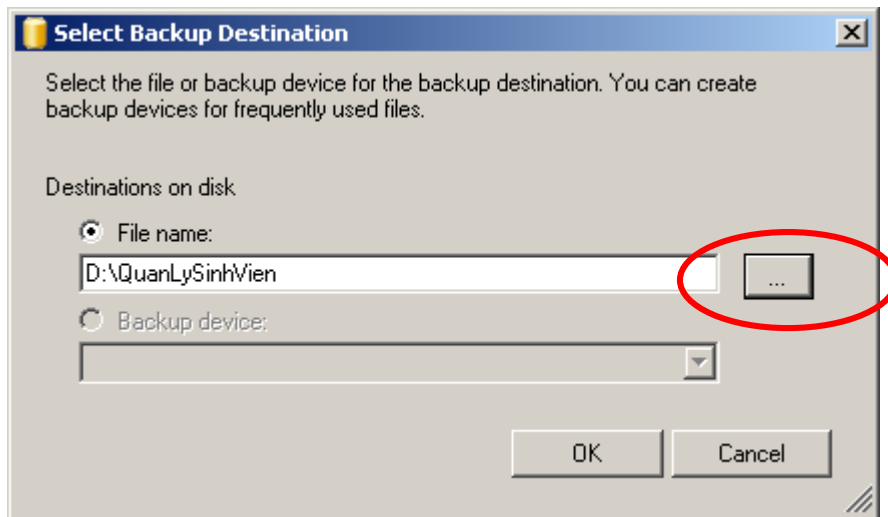 Select Backup Destination
Select the file or backup device for the backup destination. You can create
backup devices for frequently used files.
Destinations on disk
File name:
D:\QuanLySinhVien
...
Backup device:
OK
Cancel